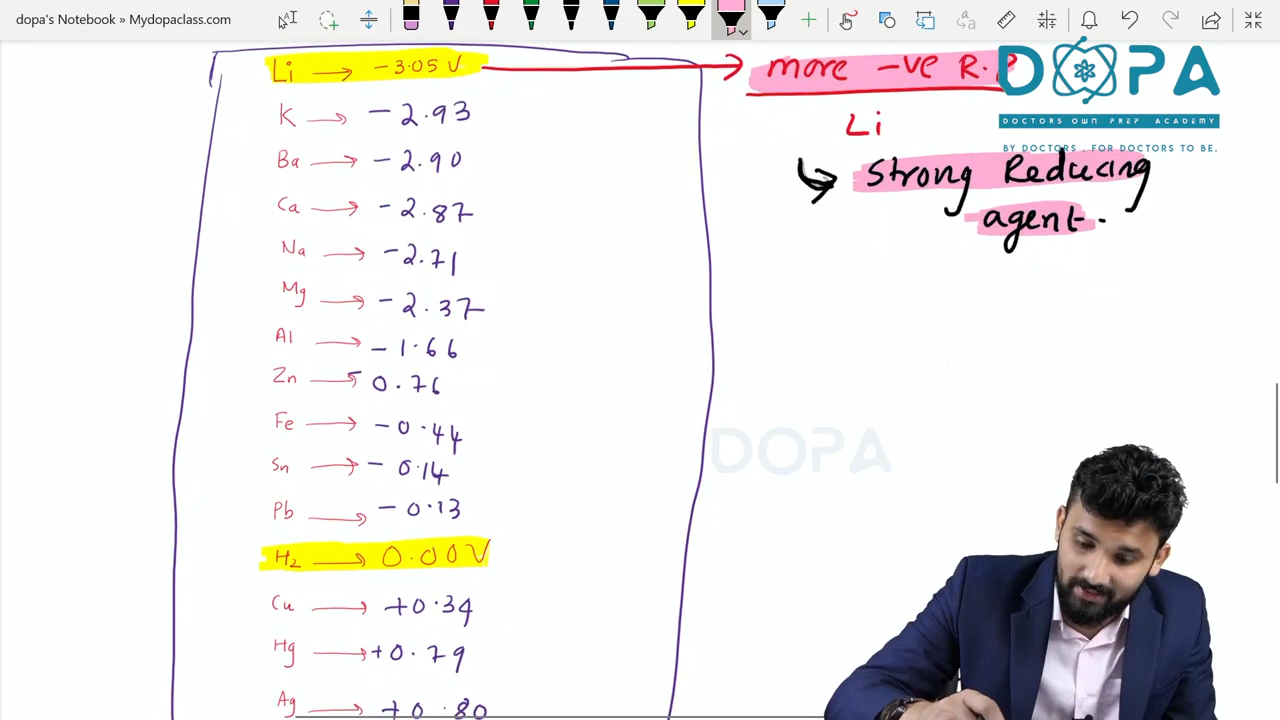 dopa's Notebook » Mydopaclass.com
Li → -3.05 V → more -ve R.P
DOPA
DOCTORS OWN PREP ACADEMY
BY DOCTORS . FOR DOCTORS TO BE.
Li
↳ Strong Reducing
agent.
K → -2.93
Ba → -2.90
Ca → -2.87
Na → -2.71
Mg → -2.37
Al → -1.66
Zn → -0.76
Fe → -0.44
Sn → -0.14
Pb → -0.13
H₂ → 0.00V
Cu → +0.34
Hg → +0.79
Ag → +0.80
DOPA